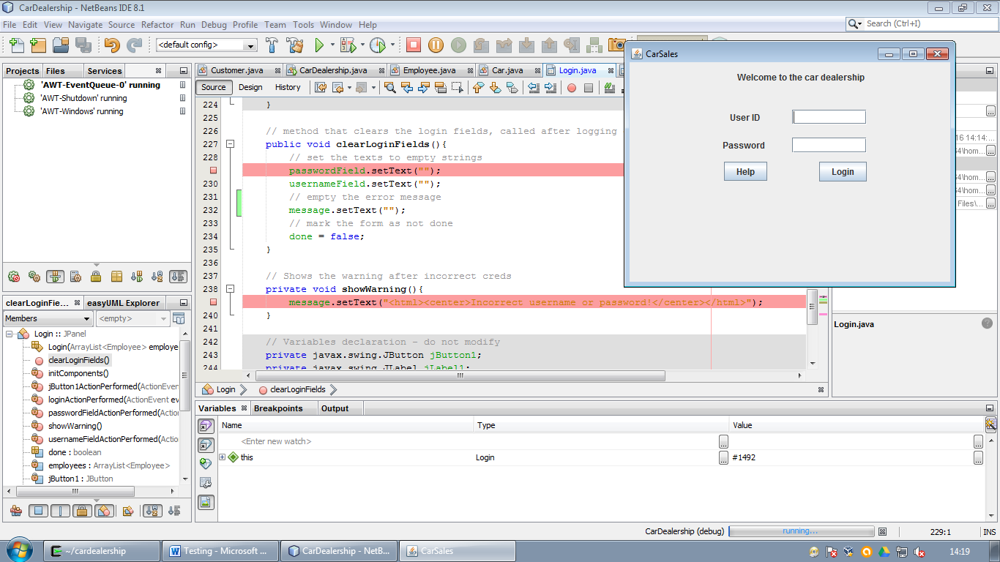 CarDealership - NetBeans IDE 8.1
File Edit View Navigate Source Refactor Run Debug Profile Team Tools Window Help
Search (Ctrl+I)
<default config>
Projects Files Services
'AWT-EventQueue-0' running
'AWT-Shutdown' running
'AWT-Windows' running
Customer.java CarDealership.java Employee.java Car.java Login.java
Source Design History
224 }
225
226 // method that clears the login fields, called after logging
227 public void clearLoginFields(){
228 // set the texts to empty strings
passwordField.setText("");
230 usernameField.setText("");
231 // empty the error message
232 message.setText("");
233 // mark the form as not done
234 done = false;
235 }
236
237 // Shows the warning after incorrect creds
238 private void showWarning(){
message.setText("<html><center>Incorrect username or password!</center></html>");
240 }
241
242 // Variables declaration - do not modify
243 private javax.swing.JButton jButton1;
244 private javax.swing.JLabel jLabel1;
Login clearLoginFields
CarSales
Welcome to the car dealership
User ID
Password
Help Login
16 14:14:...
64\hom...
64\hom...
64\hom...
Files\...
Login.java
clearLoginFie... easyUML Explorer
Members <empty>
Login :: JPanel
Login(ArrayList<Employee> employe
clearLoginFields()
initComponents()
jButton1ActionPerformed(ActionEven
loginActionPerformed(ActionEvent ev
passwordFieldActionPerformed(Actio
showWarning()
usernameFieldActionPerformed(Actio
done : boolean
employees : ArrayList<Employee>
jButton1 : JButton
Variables Breakpoints Output
Name Type Value
<Enter new watch>
this Login #1492
CarDealership (debug) running... 229:1 INS
~/cardealership Testing - Microsoft ... CarDealership - NetB... CarSales 14:19